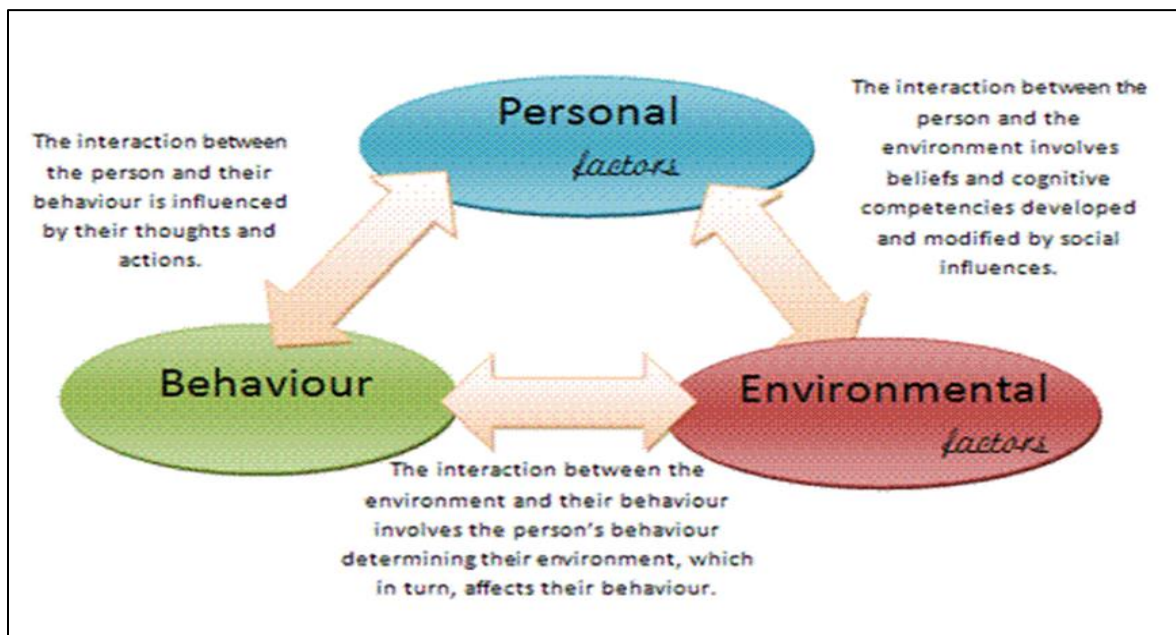 Personal
factors
The interaction between
the person and their
behaviour is influenced
by their thoughts and
actions.
The interaction between the
person and the
environment involves
beliefs and cognitive
competencies developed
and modified by social
influences.
Behaviour
Environmental
factors
The interaction between the
environment and their behaviour
involves the person's behaviour
determining their environment, which
in turn, affects their behaviour.